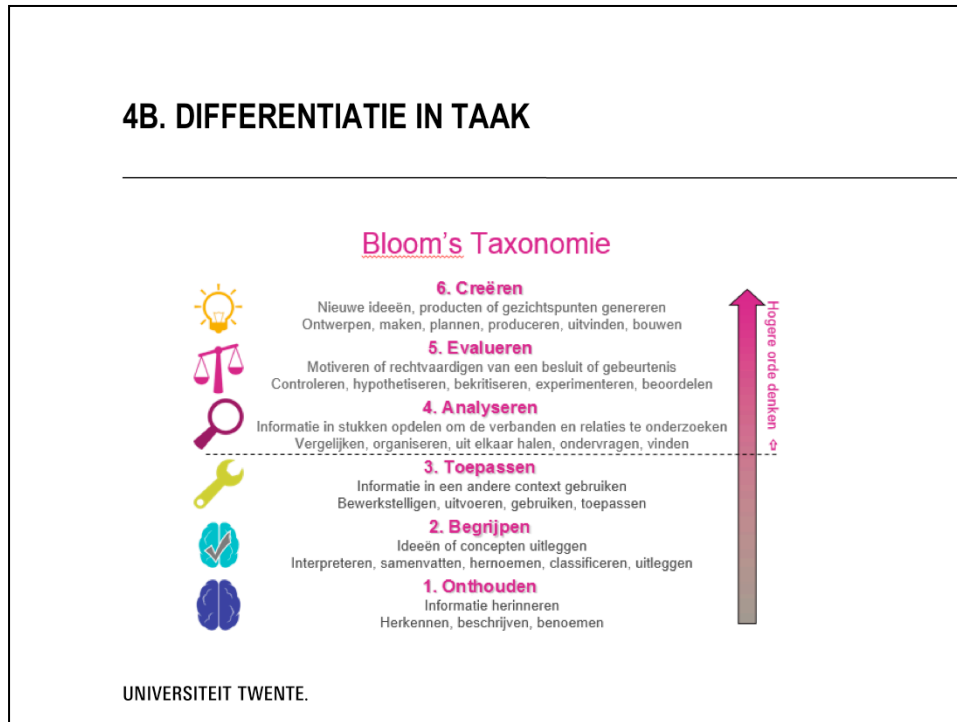 4B. DIFFERENTIATIE IN TAAK
Bloom's Taxonomie
6. Creëren
Nieuwe ideeën, producten of gezichtspunten genereren
Ontwerpen, maken, plannen, produceren, uitvinden, bouwen
5. Evalueren
Motiveren of rechtvaardigen van een besluit of gebeurtenis
Controleren, hypothetiseren, bekritiseren, experimenteren, beoordelen
4. Analyseren
Informatie in stukken opdelen om de verbanden en relaties te onderzoeken
Vergelijken, organiseren, uit elkaar halen, ondervragen, vinden
3. Toepassen
Informatie in een andere context gebruiken
Bewerkstelligen, uitvoeren, gebruiken, toepassen
2. Begrijpen
Ideeën of concepten uitleggen
Interpreteren, samenvatten, hernoemen, classificeren, uitleggen
1. Onthouden
Informatie herinneren
Herkennen, beschrijven, benoemen
Hogere orde denken ⇨
UNIVERSITEIT TWENTE.